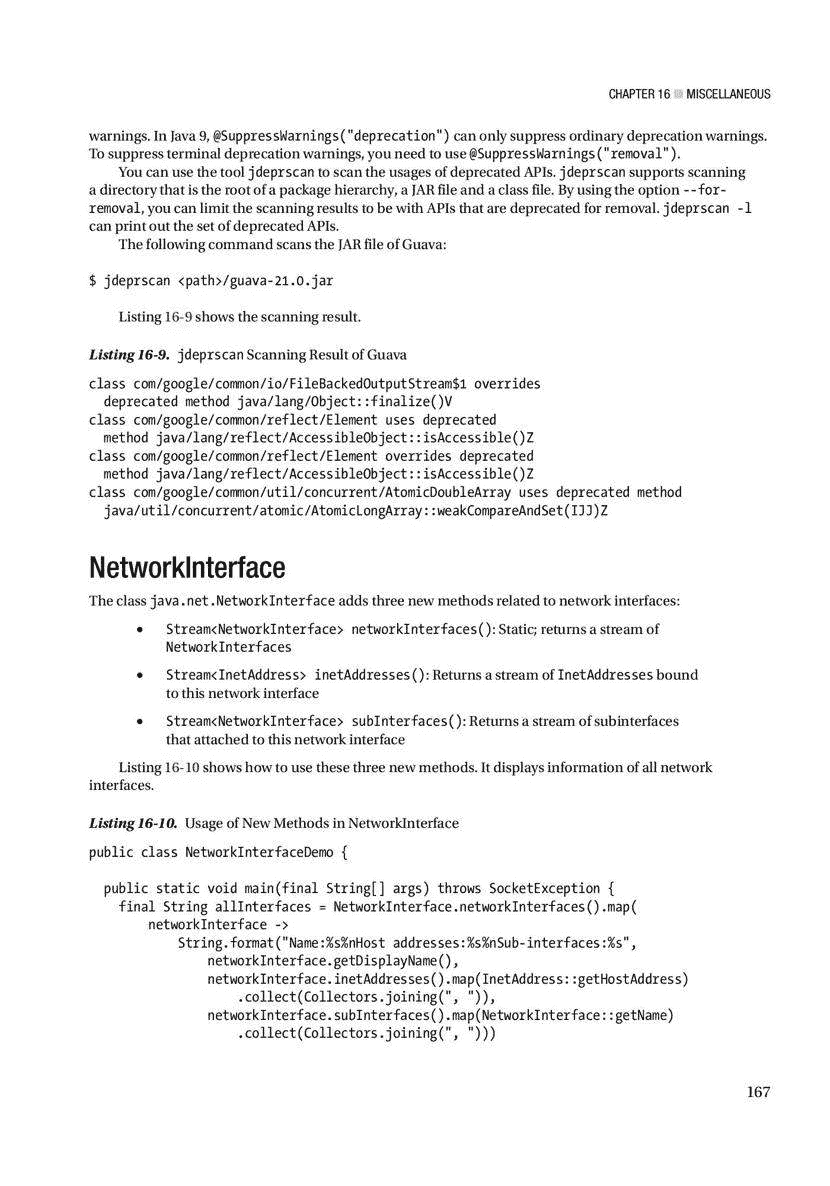 CHAPTER 16 ■ MISCELLANEOUS
warnings. In Java 9, @SuppressWarnings("deprecation") can only suppress ordinary deprecation warnings.
To suppress terminal deprecation warnings, you need to use @SuppressWarnings("removal").
You can use the tool jdeprscan to scan the usages of deprecated APIs. jdeprscan supports scanning
a directory that is the root of a package hierarchy, a JAR file and a class file. By using the option --for-
removal, you can limit the scanning results to be with APIs that are deprecated for removal. jdeprscan -l
can print out the set of deprecated APIs.
The following command scans the JAR file of Guava:
$ jdeprscan <path>/guava-21.0.jar
Listing 16-9 shows the scanning result.
Listing 16-9. jdeprscan Scanning Result of Guava
class com/google/common/io/FileBackedOutputStream$1 overrides
deprecated method java/lang/Object::finalize()V
class com/google/common/reflect/Element uses deprecated
method java/lang/reflect/AccessibleObject::isAccessible()Z
class com/google/common/reflect/Element overrides deprecated
method java/lang/reflect/AccessibleObject::isAccessible()Z
class com/google/common/util/concurrent/AtomicDoubleArray uses deprecated method
java/util/concurrent/atomic/AtomicLongArray::weakCompareAndSet(IJJ)Z
NetworkInterface
The class java.net.NetworkInterface adds three new methods related to network interfaces:
• Stream<NetworkInterface> networkInterfaces(): Static; returns a stream of
NetworkInterfaces
• Stream<InetAddress> inetAddresses(): Returns a stream of InetAddresses bound
to this network interface
• Stream<NetworkInterface> subInterfaces(): Returns a stream of subinterfaces
that attached to this network interface
Listing 16-10 shows how to use these three new methods. It displays information of all network
interfaces.
Listing 16-10. Usage of New Methods in NetworkInterface
public class NetworkInterfaceDemo {
public static void main(final String[] args) throws SocketException {
final String allInterfaces = NetworkInterface.networkInterfaces().map(
networkInterface ->
String.format("Name:%s%nHost addresses:%s%nSub-interfaces:%s",
networkInterface.getDisplayName(),
networkInterface.inetAddresses().map(InetAddress::getHostAddress)
.collect(Collectors.joining(", ")),
networkInterface.subInterfaces().map(NetworkInterface::getName)
.collect(Collectors.joining(", ")))
167